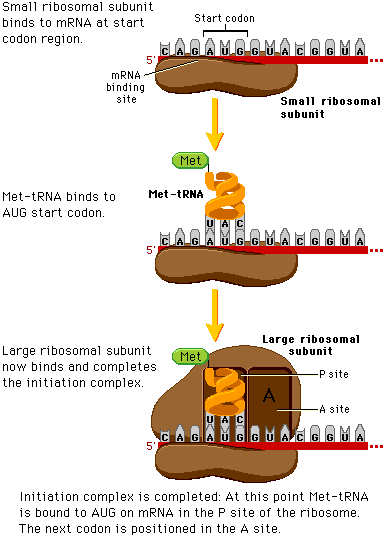 Small ribosomal subunit
binds to mRNA at start
codon region.
Start codon
C A G A U G G U A C G G U A
5'
mRNA
binding
site
Small ribosomal
subunit
Met
Met-tRNA
Met-tRNA binds to
AUG start codon.
U A C
C A G A U G G U A C G G U A
5'
Large ribosomal subunit
now binds and completes
the initiation complex.
Large ribosomal
subunit
Met
P site
A
A site
U A C
C A G A U G G U A C G G U A
5'
Initiation complex is completed: At this point Met-tRNA
is bound to AUG on mRNA in the P site of the ribosome.
The next codon is positioned in the A site.